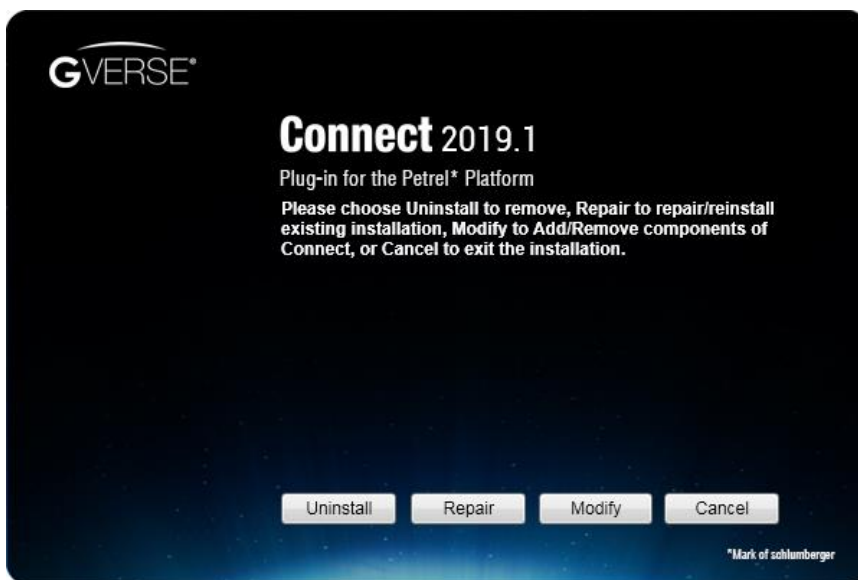 GVERSE®
Connect 2019.1
Plug-in for the Petrel* Platform
Please choose Uninstall to remove, Repair to repair/reinstall
existing installation, Modify to Add/Remove components of
Connect, or Cancel to exit the installation.
Uninstall Repair Modify Cancel
*Mark of schlumberger